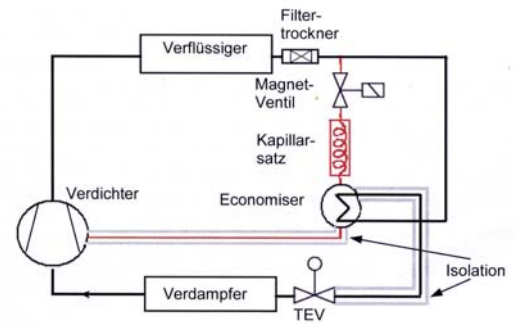 Filter-
trockner
Verflüssiger
Magnet-
Ventil
Kapillar-
satz
Verdichter
Economiser
Isolation
Verdampfer
TEV